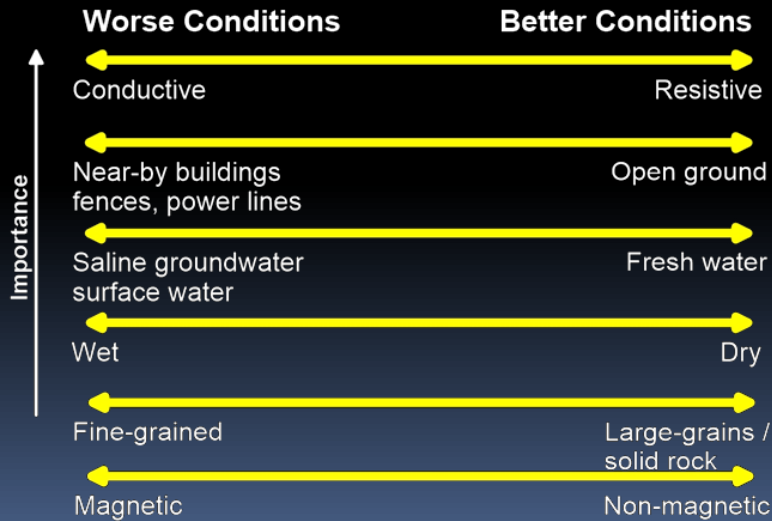 Worse Conditions
Better Conditions
Importance
Conductive
Resistive
Near-by buildings
fences, power lines
Open ground
Saline groundwater
surface water
Fresh water
Wet
Dry
Fine-grained
Large-grains /
solid rock
Magnetic
Non-magnetic